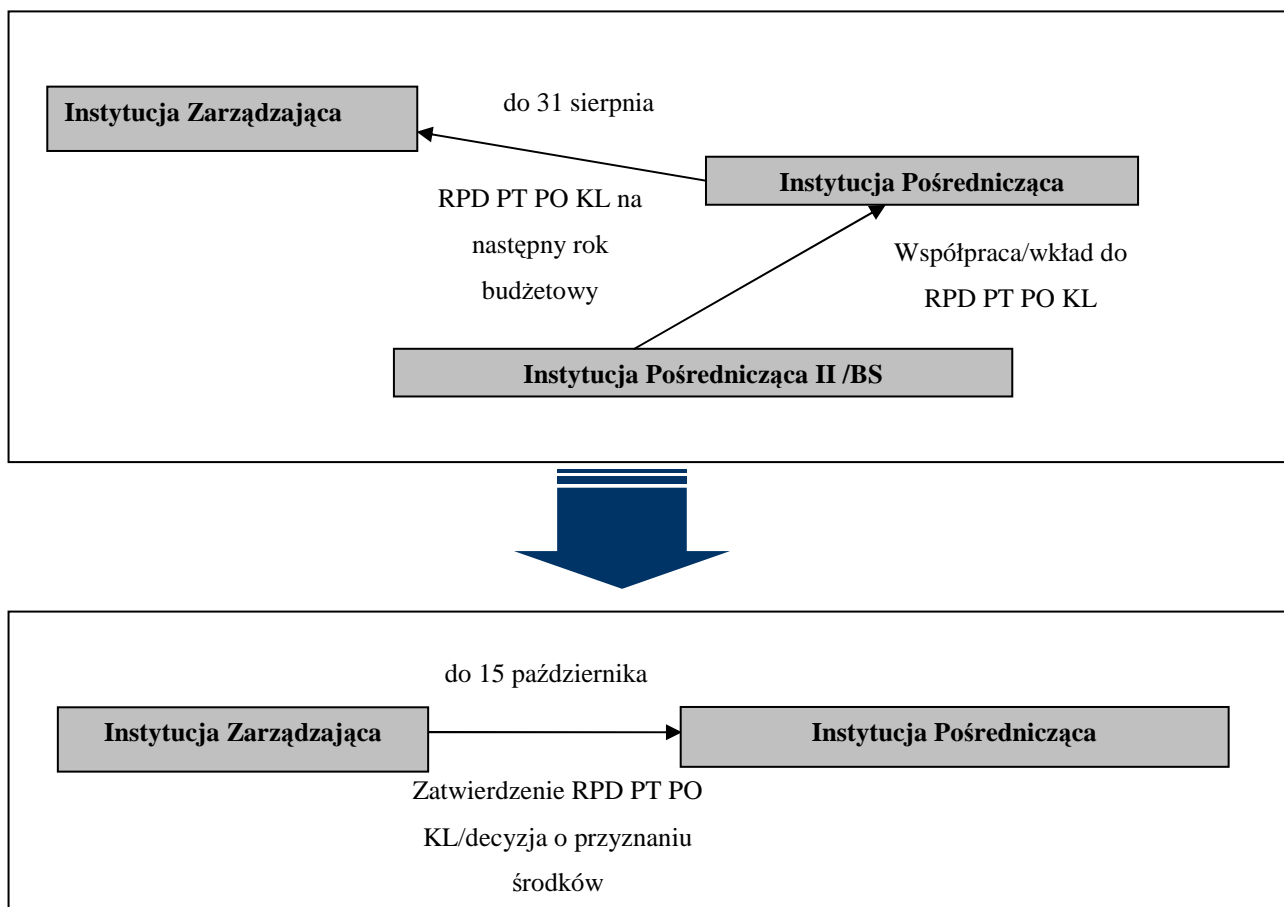 do 31 sierpnia
Instytucja Zarządzająca
Instytucja Pośrednicząca
RPD PT PO KL na
następny rok
budżetowy
Współpraca/wkład do
RPD PT PO KL
Instytucja Pośrednicząca II /BS
do 15 października
Instytucja Zarządzająca
Instytucja Pośrednicząca
Zatwierdzenie RPD PT PO
KL/decyzja o przyznaniu
środków